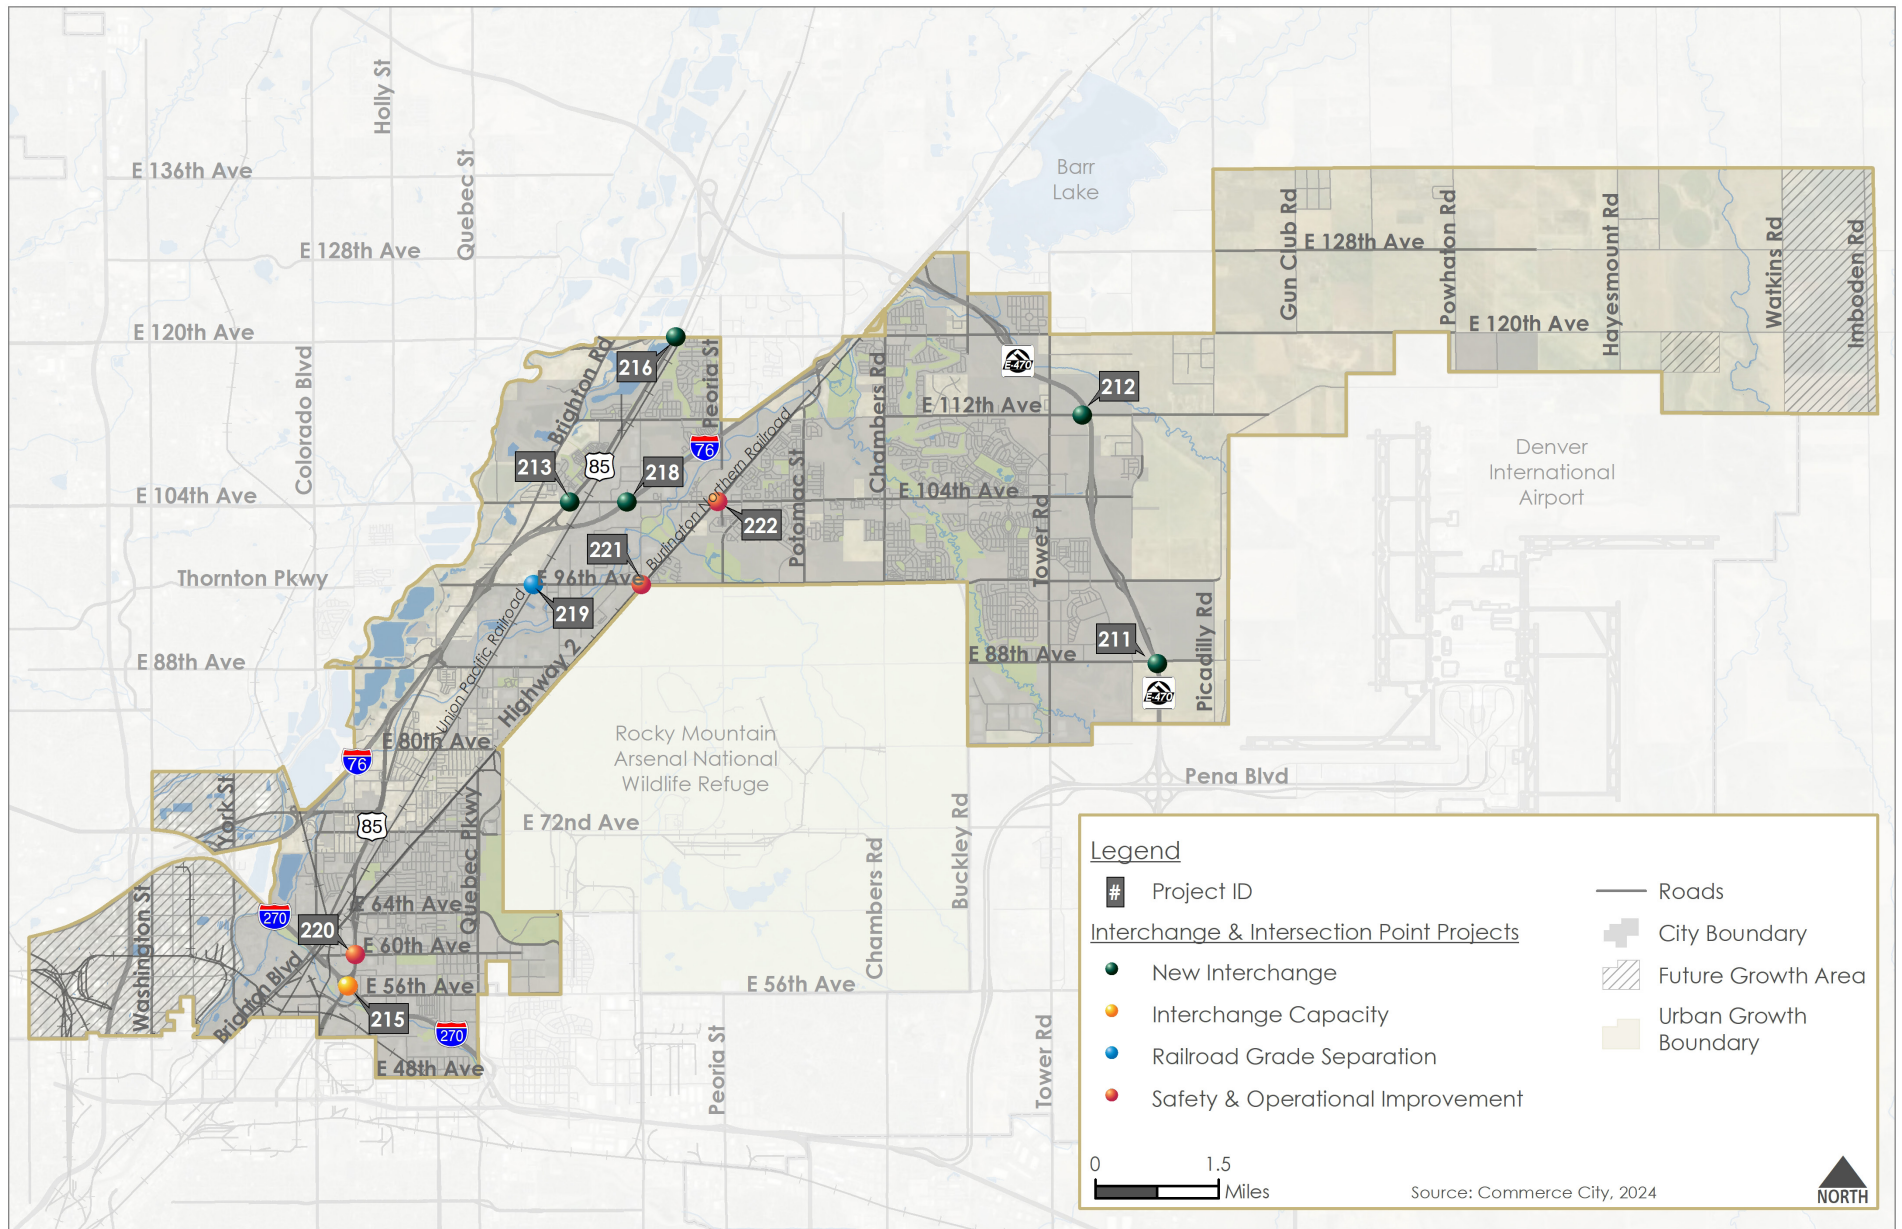 Holly St
E 136th Ave
Quebec St
Barr
Lake
E 128th Ave
Gun Club Rd
E 128th Ave
Powhaton Rd
Hayesmount Rd
Watkins Rd
Imboden Rd
E 120th Ave
E 120th Ave
Colorado Blvd
Brighton Rd
216
Peoria St
Chambers Rd
E-470
212
E 112th Ave
76
85
213
218
Burlington Northern Railroad
Potomac St
Denver
International
Airport
E 104th Ave
E 104th Ave
Tower Rd
222
221
Thornton Pkwy
E 96th Ave
219
Union Pacific Railroad
Highway 2
E 88th Ave
E 88th Ave
211
Picadilly Rd
E-470
Rocky Mountain
Arsenal National
Wildlife Refuge
E 80th Ave
76
Pena Blvd
York St
85
Quebec Pkwy
E 72nd Ave
Chambers Rd
Buckley Rd
Washington St
E 64th Ave
270
220
E 60th Ave
Brighton Blvd
E 56th Ave
E 56th Ave
215
270
E 48th Ave
Peoria St
Tower Rd
Legend
# Project ID
Interchange & Intersection Point Projects
New Interchange
Interchange Capacity
Railroad Grade Separation
Safety & Operational Improvement
Roads
City Boundary
Future Growth Area
Urban Growth
Boundary
0 1.5
Miles
Source: Commerce City, 2024
NORTH